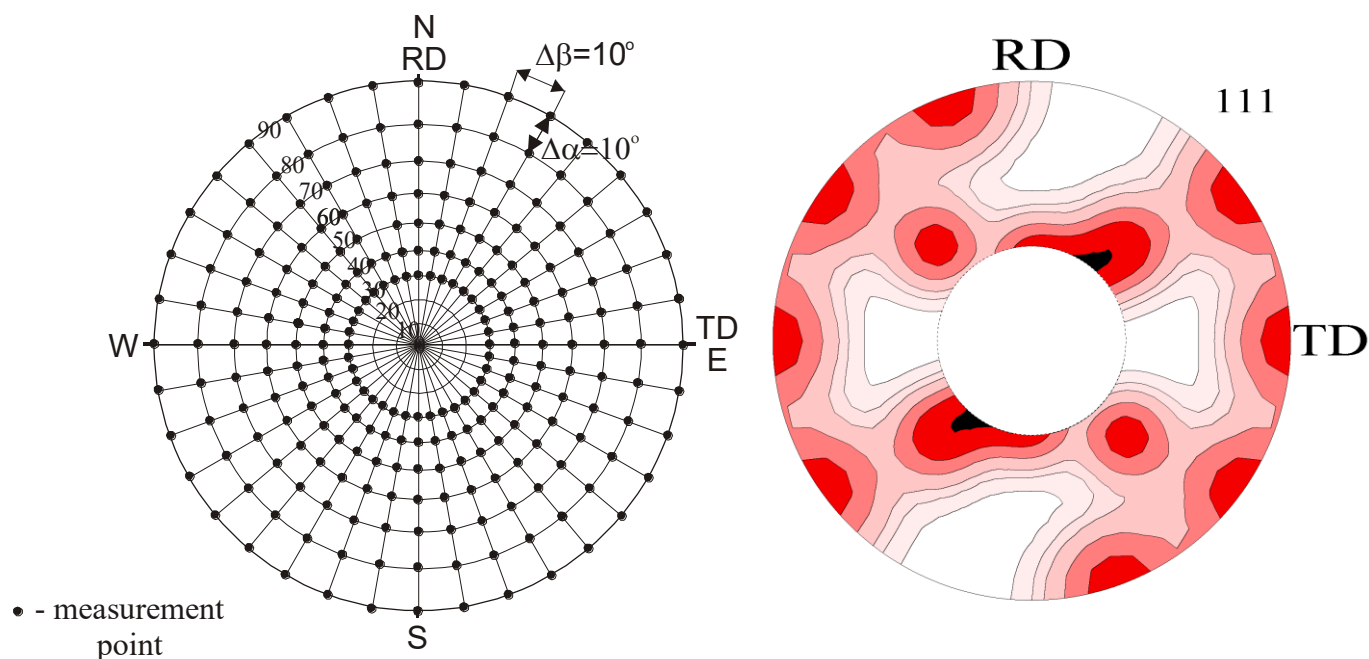 N
RD
Δβ=10°
Δα=10°
90
80
70
60
50
40
30
20
10
W
TD
E
S
• - measurement
point
RD
111
TD